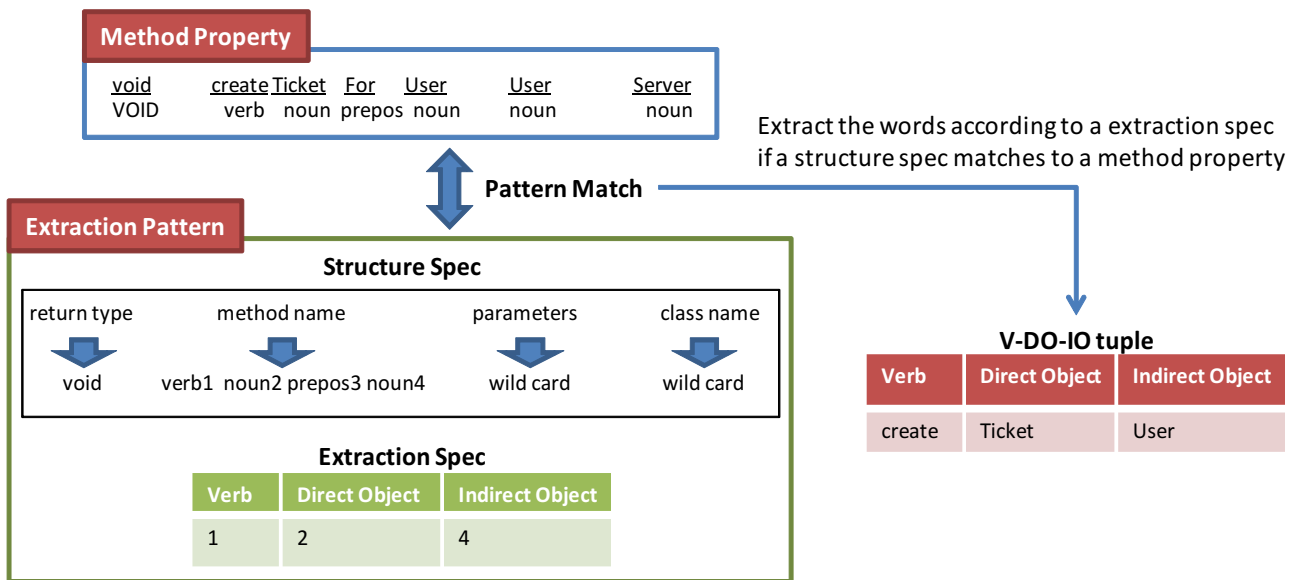 Method Property
void create Ticket For User User Server
VOID verb noun prepos noun noun noun
Extract the words according to a extraction spec
if a structure spec matches to a method property
Pattern Match
Extraction Pattern
Structure Spec
return type method name parameters class name
void verb1 noun2 prepos3 noun4 wild card wild card
V-DO-IO tuple
Verb Direct Object Indirect Object
create Ticket User
Extraction Spec
Verb Direct Object Indirect Object
1 2 4